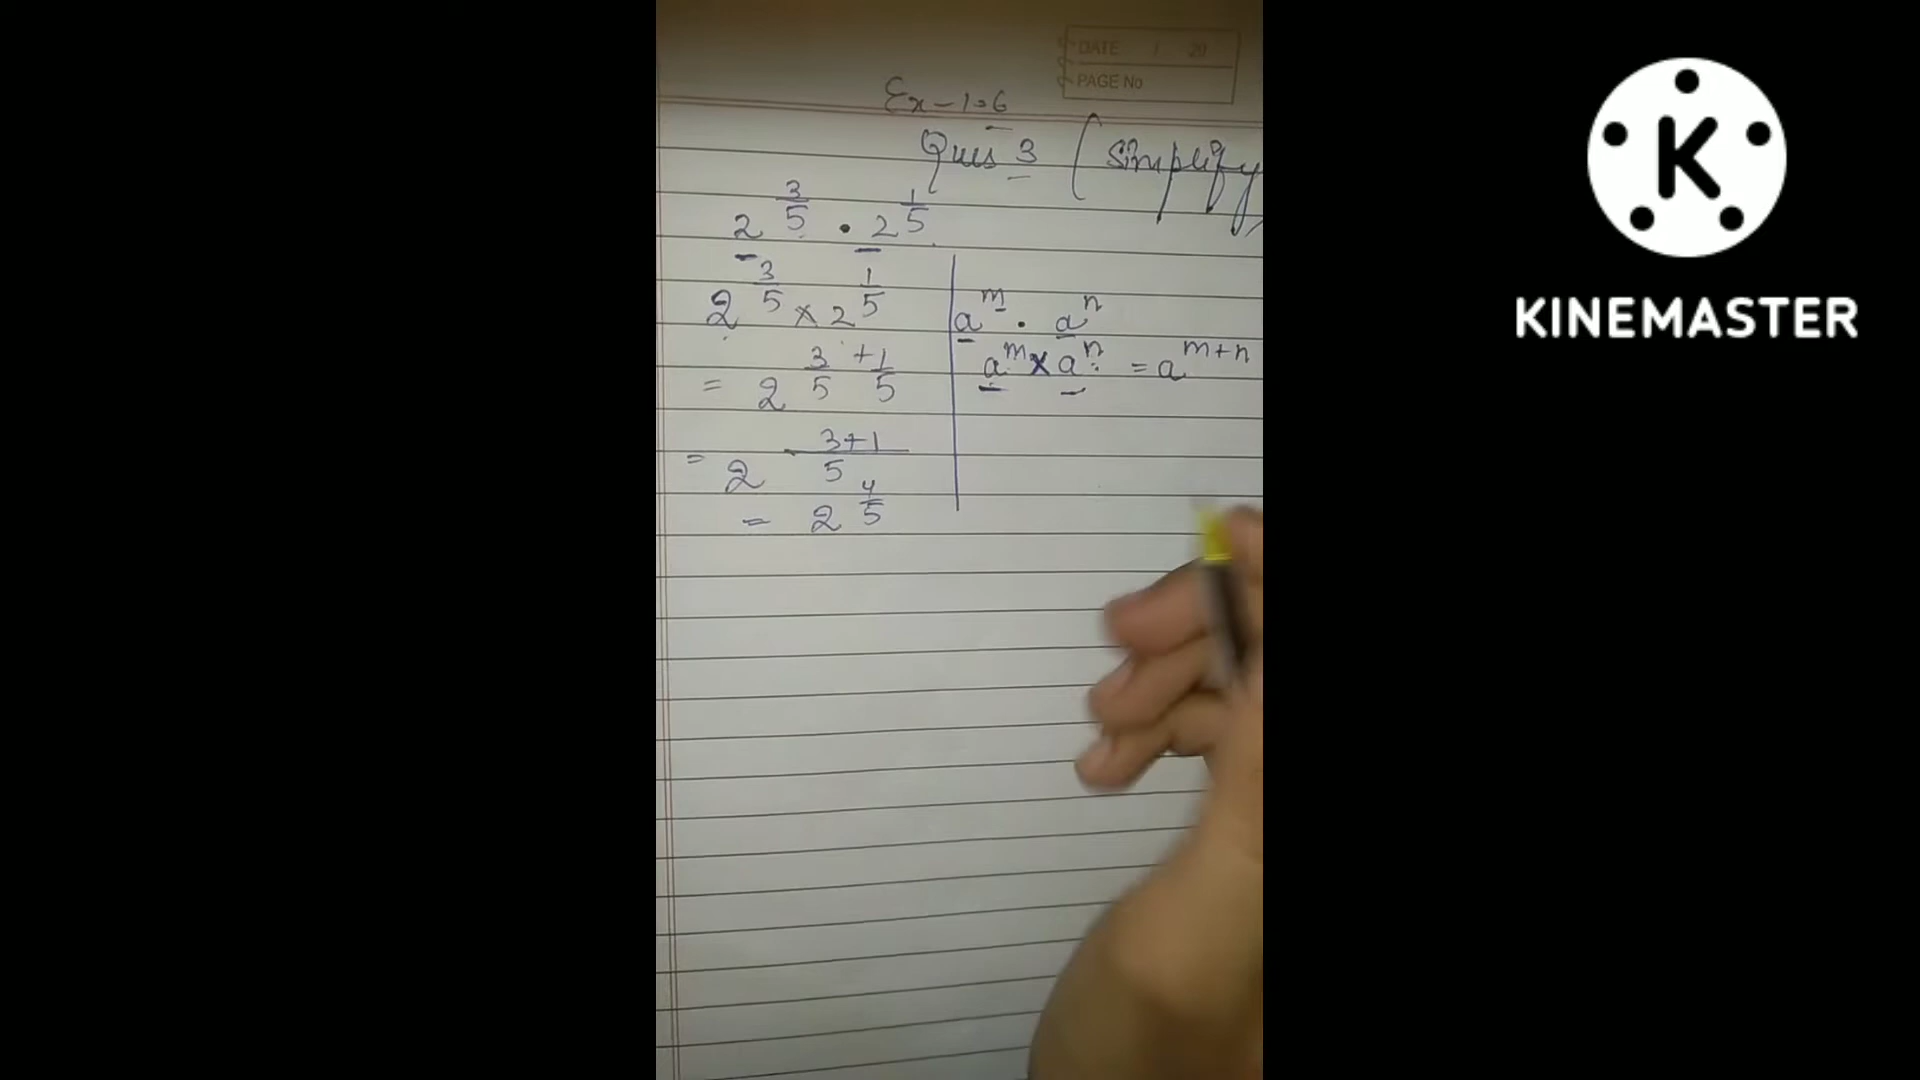 DATE / 20
PAGE No
Ex-1.6
Ques 3 (Simplify)
2^{3/5} . 2^{1/5}
2^{3/5} × 2^{1/5}
= 2^{3/5 + 1/5}
= 2^{3+1/5}
= 2^{4/5}
a^m . a^n
a^m × a^n = a^{m+n}
K
KINEMASTER